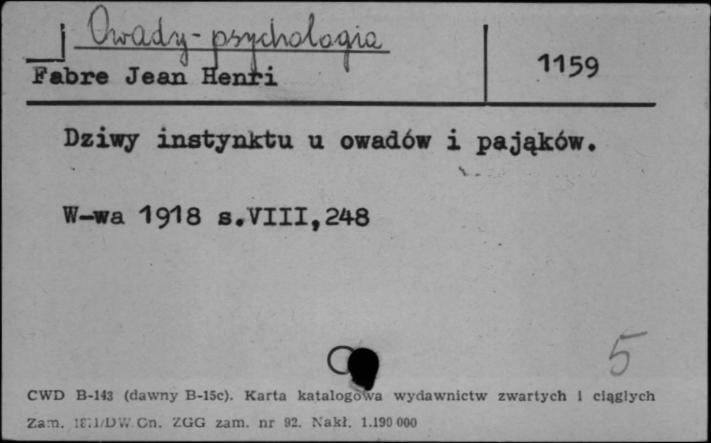 Owady - psychologia
Fabre Jean Henri
1159
Dziwy instynktu u owadów i pająków.
W-wa 1918 s.VIII,248
5
CWD B-143 (dawny B-15c). Karta katalogowa wydawnictw zwartych i ciągłych
Zam. /DW Gn. ZGG zam. nr 92. Nakł. 1.190 000